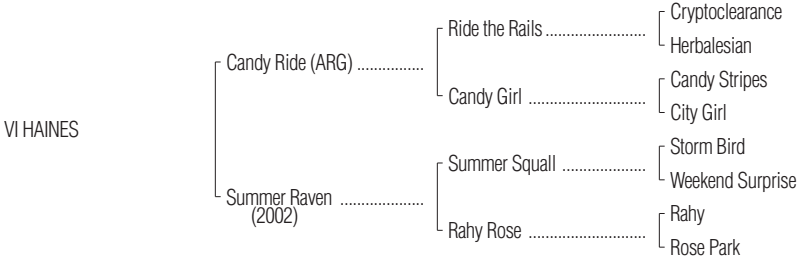 Cryptoclearance
Ride the Rails ........................
Herbalesian
Candy Ride (ARG) ................
Candy Stripes
Candy Girl ............................
City Girl
VI HAINES
Storm Bird
Summer Squall ....................
Weekend Surprise
Summer Raven ....................
(2002)
Rahy
Rahy Rose ............................
Rose Park